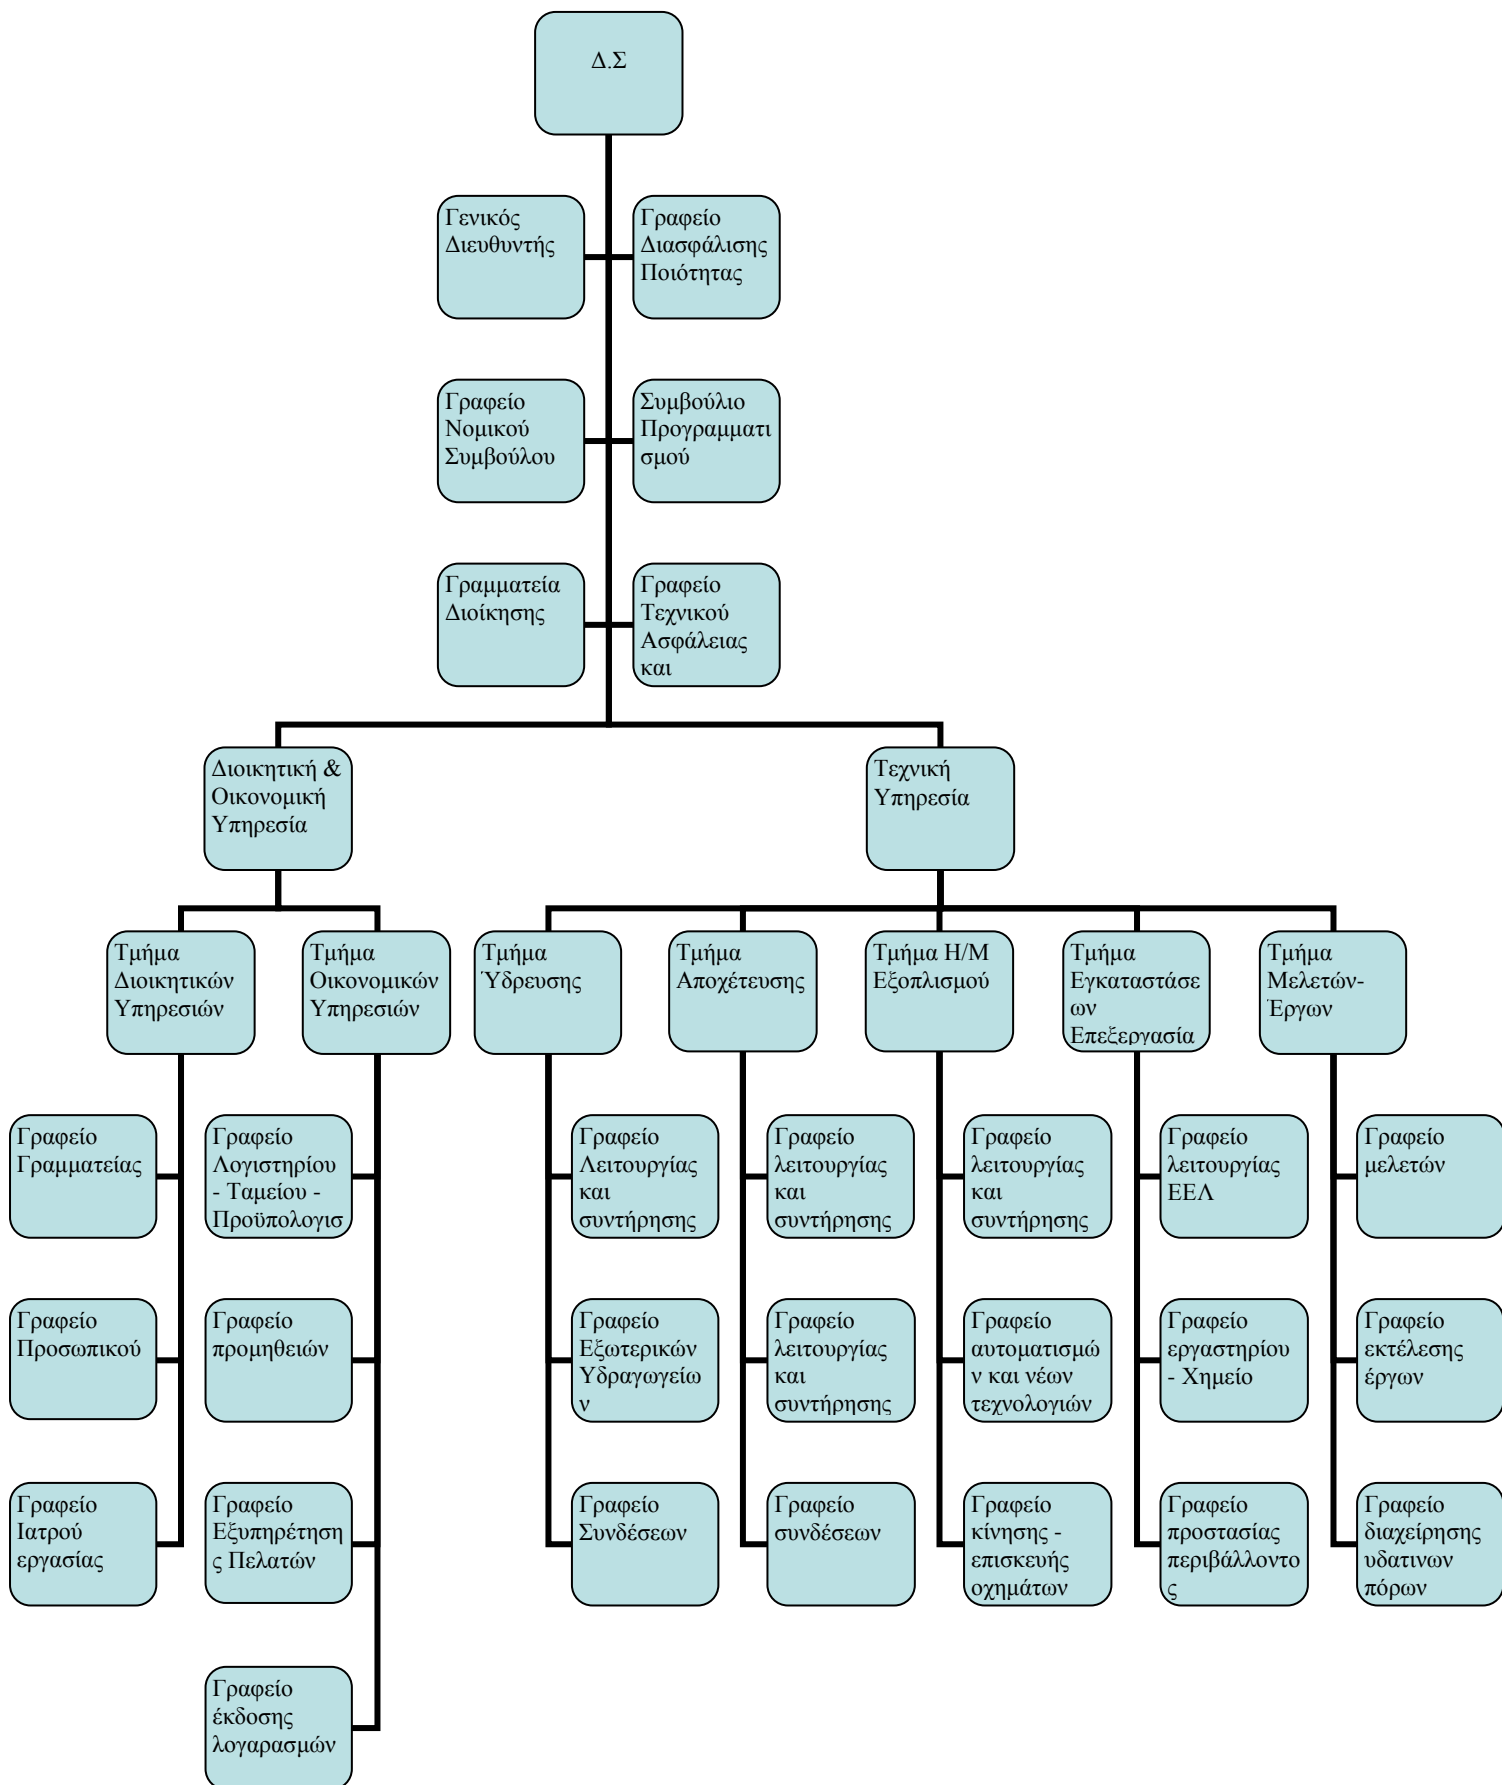 Δ.Σ
Γενικός
Διευθυντής
Γραφείο
Διασφάλισης
Ποιότητας
Γραφείο
Νομικού
Συμβούλου
Συμβούλιο
Προγραμματι
σμού
Γραμματεία
Διοίκησης
Γραφείο
Τεχνικού
Ασφάλειας
και
Διοικητική &
Οικονομική
Υπηρεσία
Τεχνική
Υπηρεσία
Τμήμα
Διοικητικών
Υπηρεσιών
Τμήμα
Οικονομικών
Υπηρεσιών
Τμήμα
Ύδρευσης
Τμήμα
Αποχέτευσης
Τμήμα Η/Μ
Εξοπλισμού
Τμήμα
Εγκαταστάσε
ων
Επεξεργασία
Τμήμα
Μελετών-
Έργων
Γραφείο
Γραμματείας
Γραφείο
Λογιστηρίου
- Ταμείου -
Προϋπολογισ
Γραφείο
Λειτουργίας
και
συντήρησης
Γραφείο
λειτουργίας
και
συντήρησης
Γραφείο
λειτουργίας
και
συντήρησης
Γραφείο
λειτουργίας
ΕΕΛ
Γραφείο
μελετών
Γραφείο
Προσωπικού
Γραφείο
προμηθειών
Γραφείο
Εξωτερικών
Υδραγωγείω
ν
Γραφείο
λειτουργίας
και
συντήρησης
Γραφείο
αυτοματισμώ
ν και νέων
τεχνολογιών
Γραφείο
εργαστηρίου
- Χημείο
Γραφείο
εκτέλεσης
έργων
Γραφείο
Ιατρού
εργασίας
Γραφείο
Εξυπηρέτηση
ς Πελατών
Γραφείο
Συνδέσεων
Γραφείο
συνδέσεων
Γραφείο
κίνησης -
επισκευής
οχημάτων
Γραφείο
προστασίας
περιβάλλοντο
ς
Γραφείο
διαχείρησης
υδατινων
πόρων
Γραφείο
έκδοσης
λογαρασμών